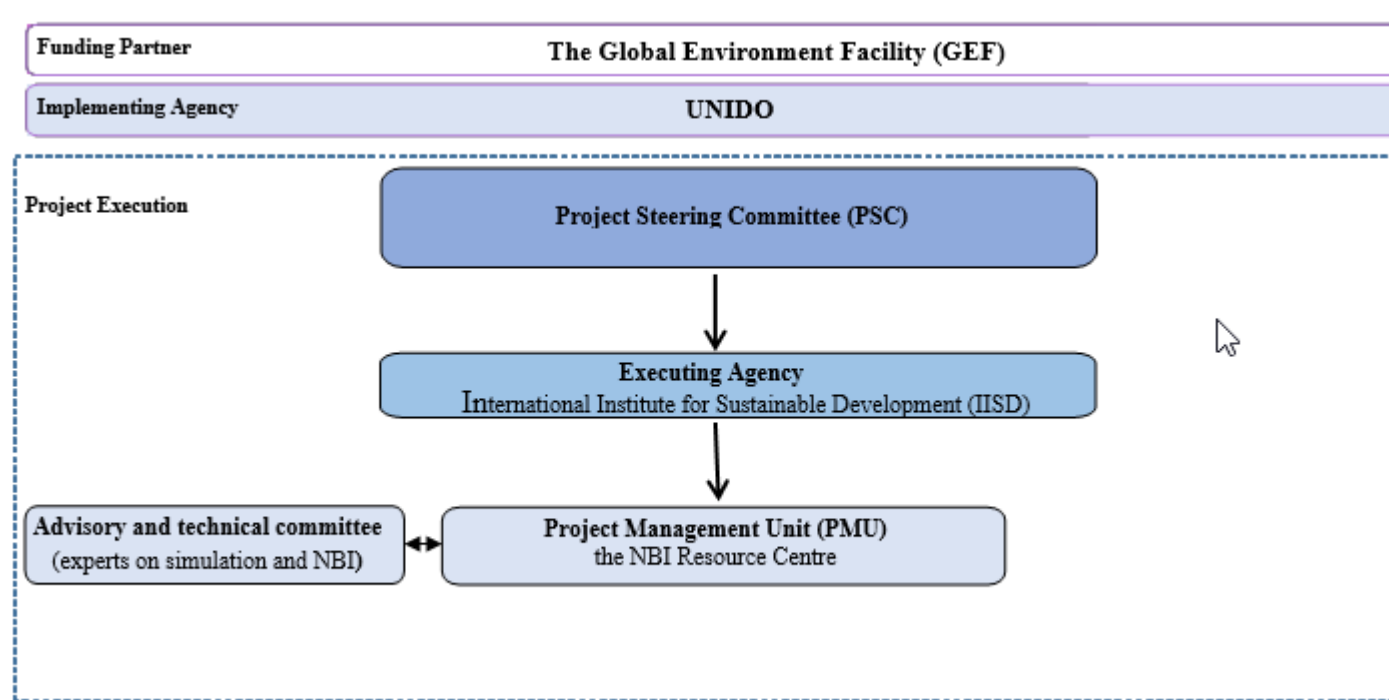 Funding Partner
The Global Environment Facility (GEF)
Implementing Agency
UNIDO
Project Execution
Project Steering Committee (PSC)
Executing Agency
International Institute for Sustainable Development (IISD)
Advisory and technical committee
(experts on simulation and NBI)
Project Management Unit (PMU)
the NBI Resource Centre